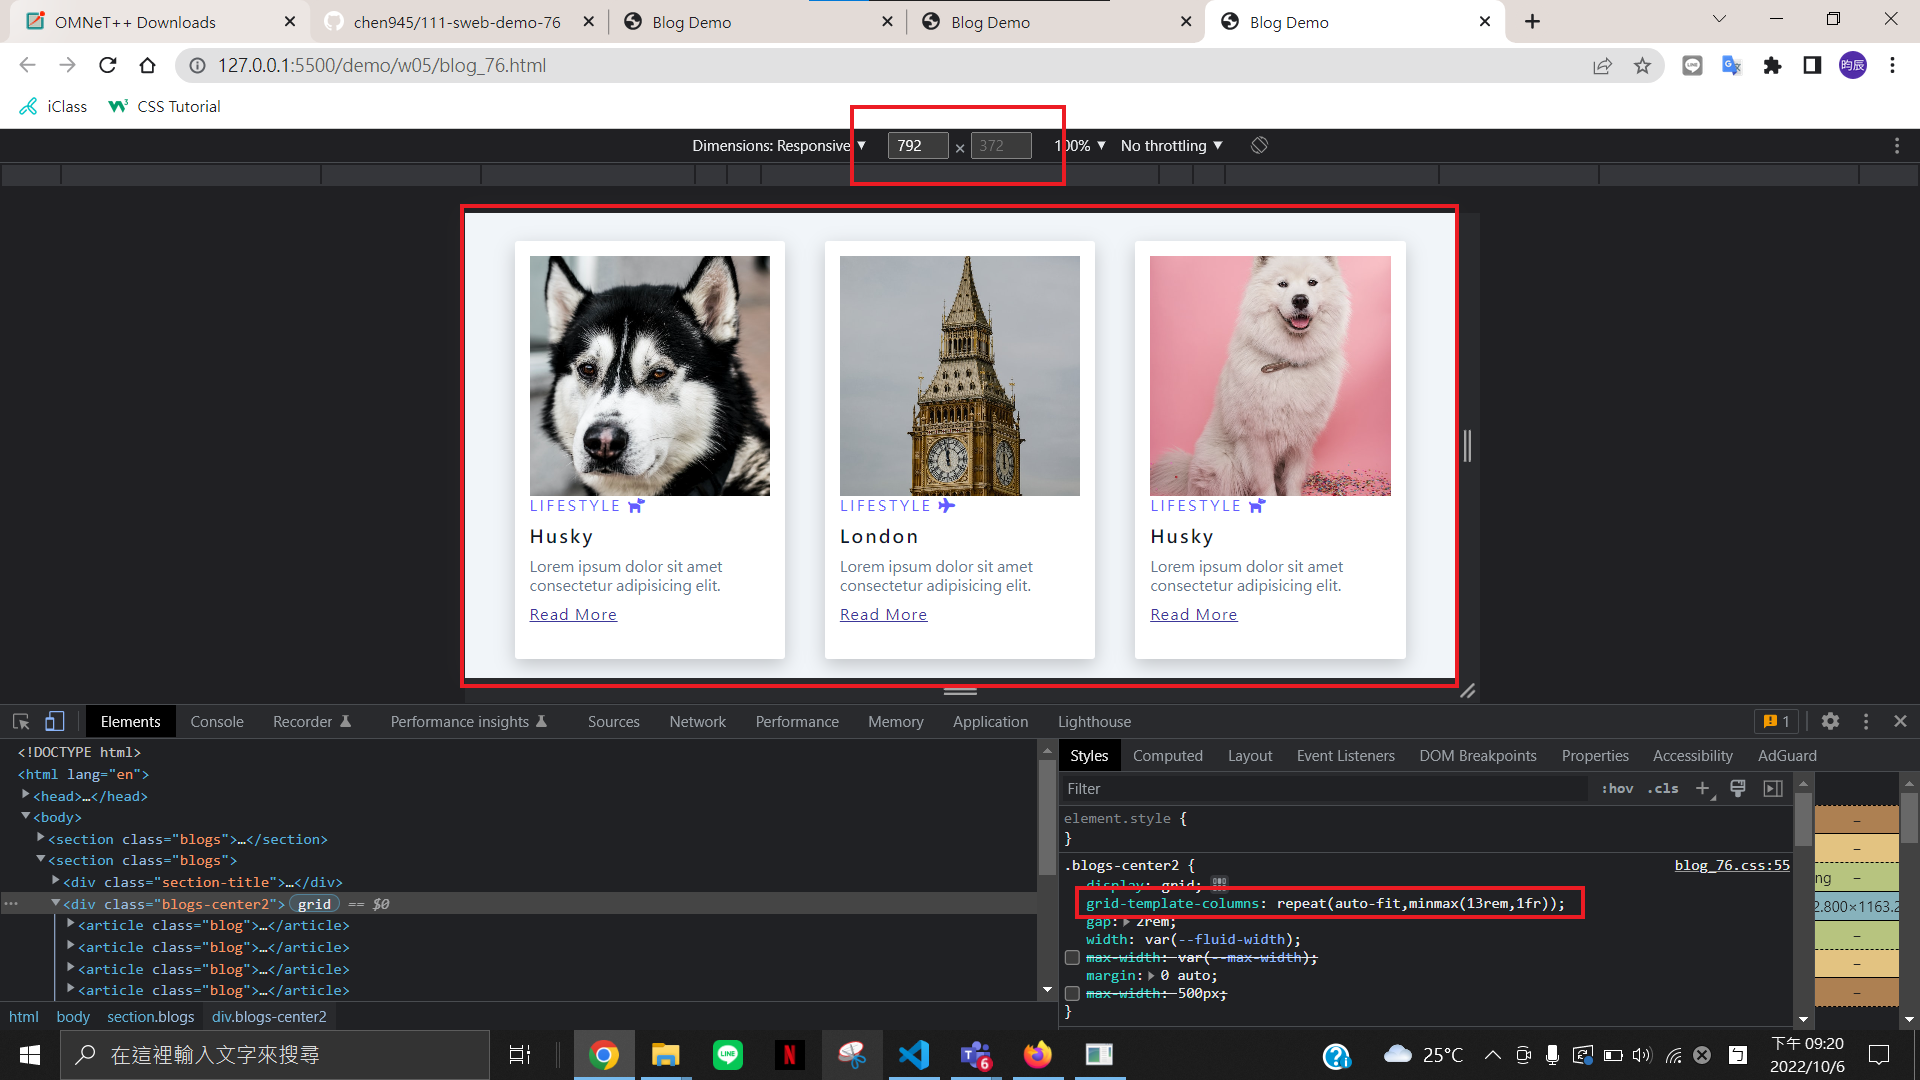 OMNeT++ Downloads
chen945/111-sweb-demo-76
Blog Demo
Blog Demo
Blog Demo
127.0.0.1:5500/demo/w05/blog_76.html
昀辰
iClass
CSS Tutorial
Dimensions: Responsive ▼ 792 × 372 100% ▼ No throttling ▼
LIFESTYLE
Husky
Lorem ipsum dolor sit amet
consectetur adipisicing elit.
Read More
LIFESTYLE
London
Lorem ipsum dolor sit amet
consectetur adipisicing elit.
Read More
LIFESTYLE
Husky
Lorem ipsum dolor sit amet
consectetur adipisicing elit.
Read More
Elements Console Recorder Performance insights Sources Network Performance Memory Application Lighthouse 1
<!DOCTYPE html>
<html lang="en">
<head>…</head>
<body>
<section class="blogs">…</section>
<section class="blogs">
<div class="section-title">…</div>
<div class="blogs-center2"> grid == $0
<article class="blog">…</article>
<article class="blog">…</article>
<article class="blog">…</article>
<article class="blog">…</article>
html body section.blogs div.blogs-center2
Styles Computed Layout Event Listeners DOM Breakpoints Properties Accessibility AdGuard
Filter :hov .cls
element.style {
}
.blogs-center2 { blog_76.css:55
display: grid;
grid-template-columns: repeat(auto-fit,minmax(13rem,1fr));
gap: 2rem;
width: var(--fluid-width);
max-width: var(--max-width);
margin: 0 auto;
max-width: 500px;
}
–
–
ng –
2.800×1163.2
–
–
–
在這裡輸入文字來搜尋
6
25°C
下午 09:20
2022/10/6